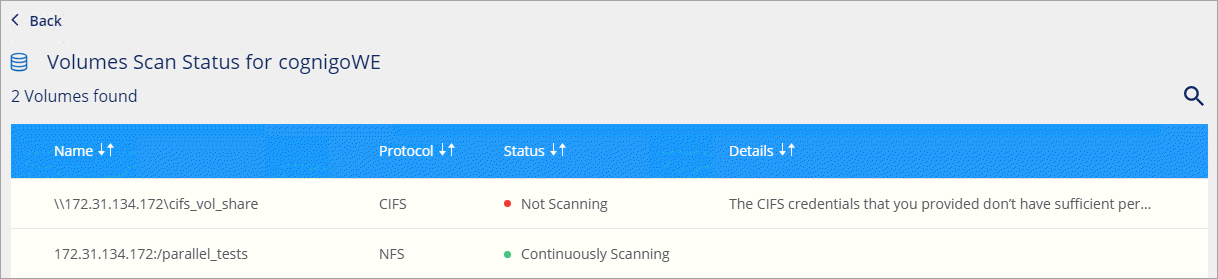 Back
Volumes Scan Status for cognigoWE
2 Volumes found
Name Protocol Status Details
\\172.31.134.172\cifs_vol_share CIFS Not Scanning The CIFS credentials that you provided don’t have sufficient per...
172.31.134.172:/parallel_tests NFS Continuously Scanning